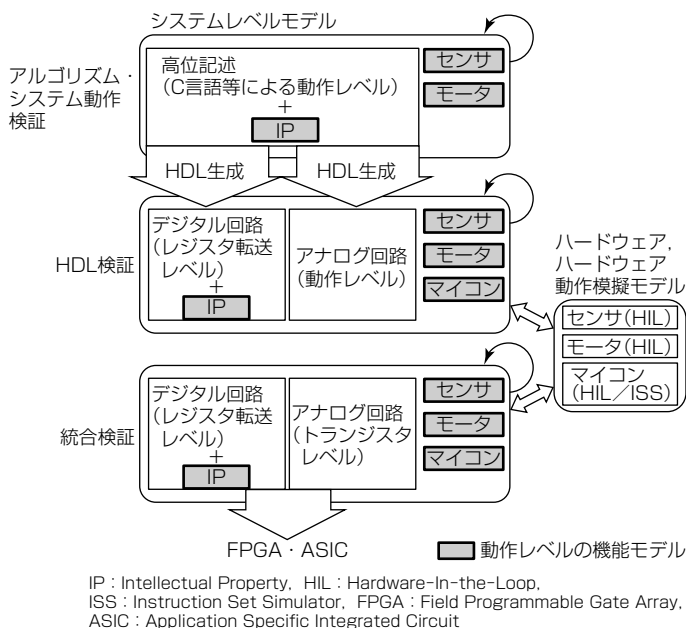 システムレベルモデル
アルゴリズム・
システム動作
検証
高位記述
（C言語等による動作レベル）
+
IP
センサ
モータ
HDL生成
HDL生成
HDL検証
デジタル回路
（レジスタ転送
レベル）
+
IP
アナログ回路
（動作レベル）
センサ
モータ
マイコン
ハードウェア，
ハードウェア
動作模擬モデル
センサ（HIL）
モータ（HIL）
マイコン
（HIL／ISS）
統合検証
デジタル回路
（レジスタ転送
レベル）
+
IP
アナログ回路
（トランジスタ
レベル）
センサ
モータ
マイコン
FPGA・ASIC
動作レベルの機能モデル
IP：Intellectual Property，HIL：Hardware-In-the-Loop，
ISS：Instruction Set Simulator，FPGA：Field Programmable Gate Array，
ASIC：Application Specific Integrated Circuit